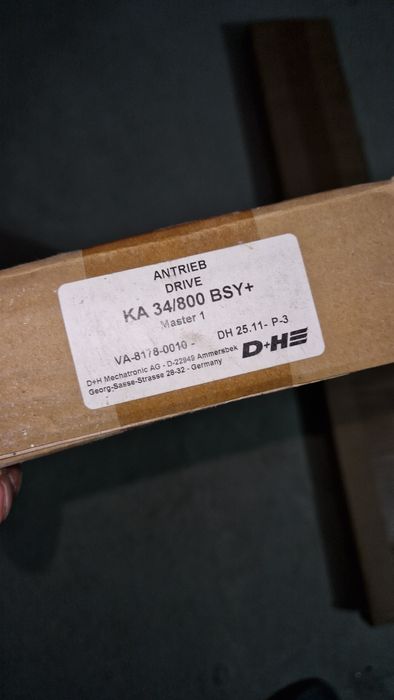 ANTRIEB
DRIVE
KA 34/800 BSY+
Master 1
VA-8178-0010 - DH 25.11- P-3
D+H Mechatronic AG - D-22949 Ammersbek
Georg-Sasse-Strasse 28-32 - Germany
D+H